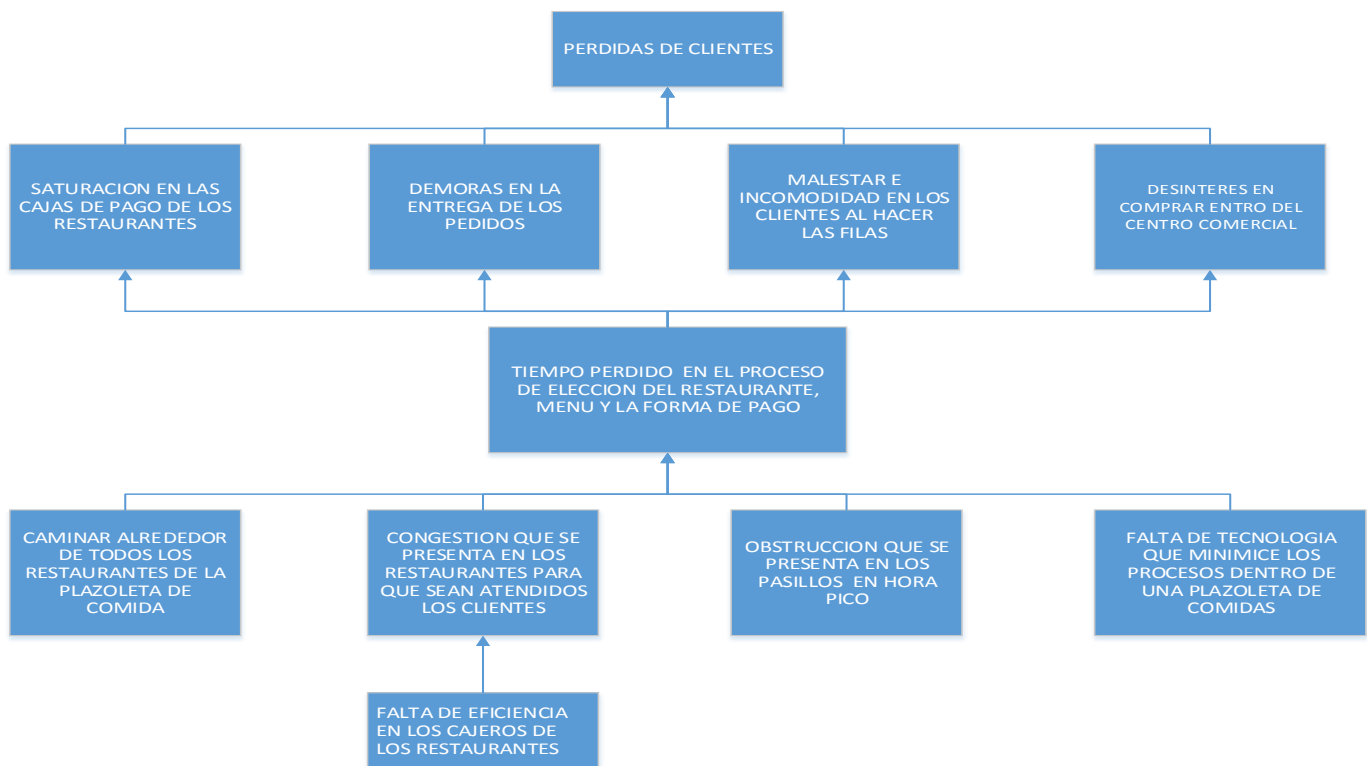 PERDIDAS DE CLIENTES
SATURACION EN LAS
CAJAS DE PAGO DE LOS
RESTAURANTES
DEMORAS EN LA
ENTREGA DE LOS
PEDIDOS
MALESTAR E
INCOMODIDAD EN LOS
CLIENTES AL HACER
LAS FILAS
DESINTERES EN
COMPRAR ENTRO DEL
CENTRO COMERCIAL
TIEMPO PERDIDO EN EL PROCESO
DE ELECCION DEL RESTAURANTE,
MENU Y LA FORMA DE PAGO
CAMINAR ALREDEDOR
DE TODOS LOS
RESTAURANTES DE LA
PLAZOLETA DE
COMIDA
CONGESTION QUE SE
PRESENTA EN LOS
RESTAURANTES PARA
QUE SEAN ATENDIDOS
LOS CLIENTES
OBSTRUCCION QUE SE
PRESENTA EN LOS
PASILLOS EN HORA
PICO
FALTA DE TECNOLOGIA
QUE MINIMICE LOS
PROCESOS DENTRO DE
UNA PLAZOLETA DE
COMIDAS
FALTA DE EFICIENCIA
EN LOS CAJEROS DE
LOS RESTAURANTES